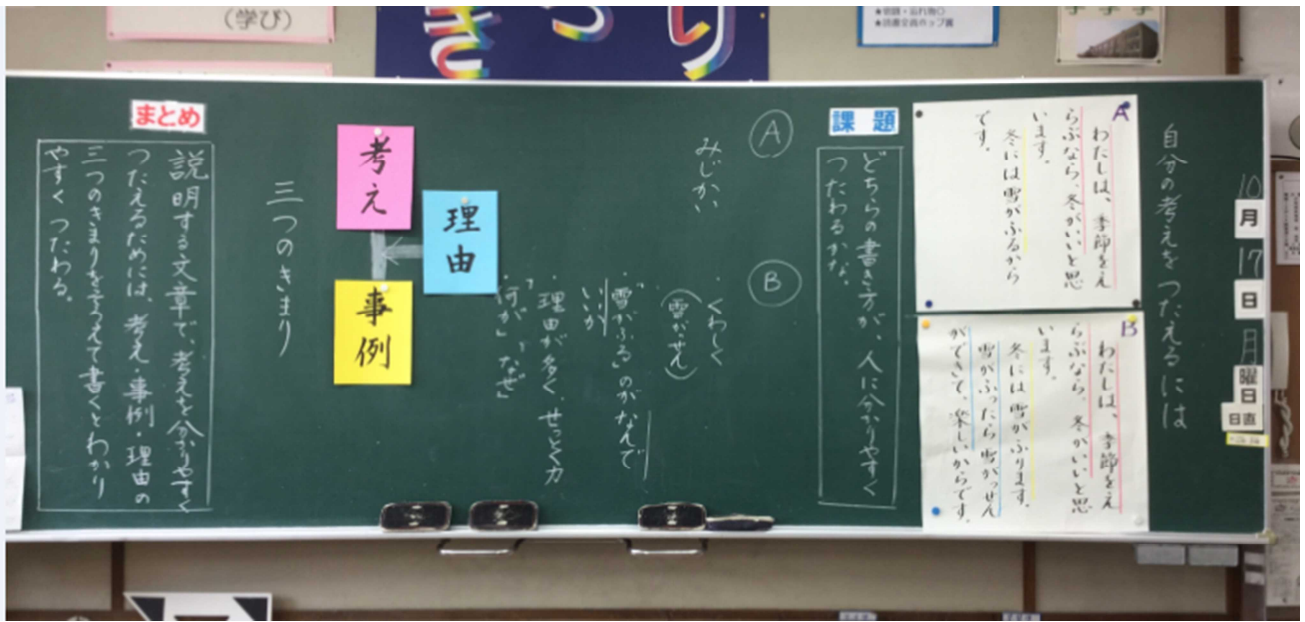 (学び)
きつり
10月17日月曜日
日直
自分の考えをつたえるには
A
わたしは、季節をえ
らぶなら、冬がいいと思
います。
冬には雪がふるから
です。
B
わたしは、季節をえ
らぶなら、冬がいいと思
います。
冬には雪がふります。
雪がふったら雪がっせん
ができて、楽しいからです。
課題
どちらの書き方が、人に分かりやすく
つたわるかな。
A
みじかい
B
・くわしく
(雪がっせん)
・「雪がふる」のがなんで
いいか
・理由が多く、せっとく力
・「何が」「なぜ」
考え
理由
事例
三つのきまり
まとめ
説明する文章で、考えを分かりやすく
つたえるためには、考え・事例・理由の
三つのきまりを考えて書くとわかり
やすくつたわる。